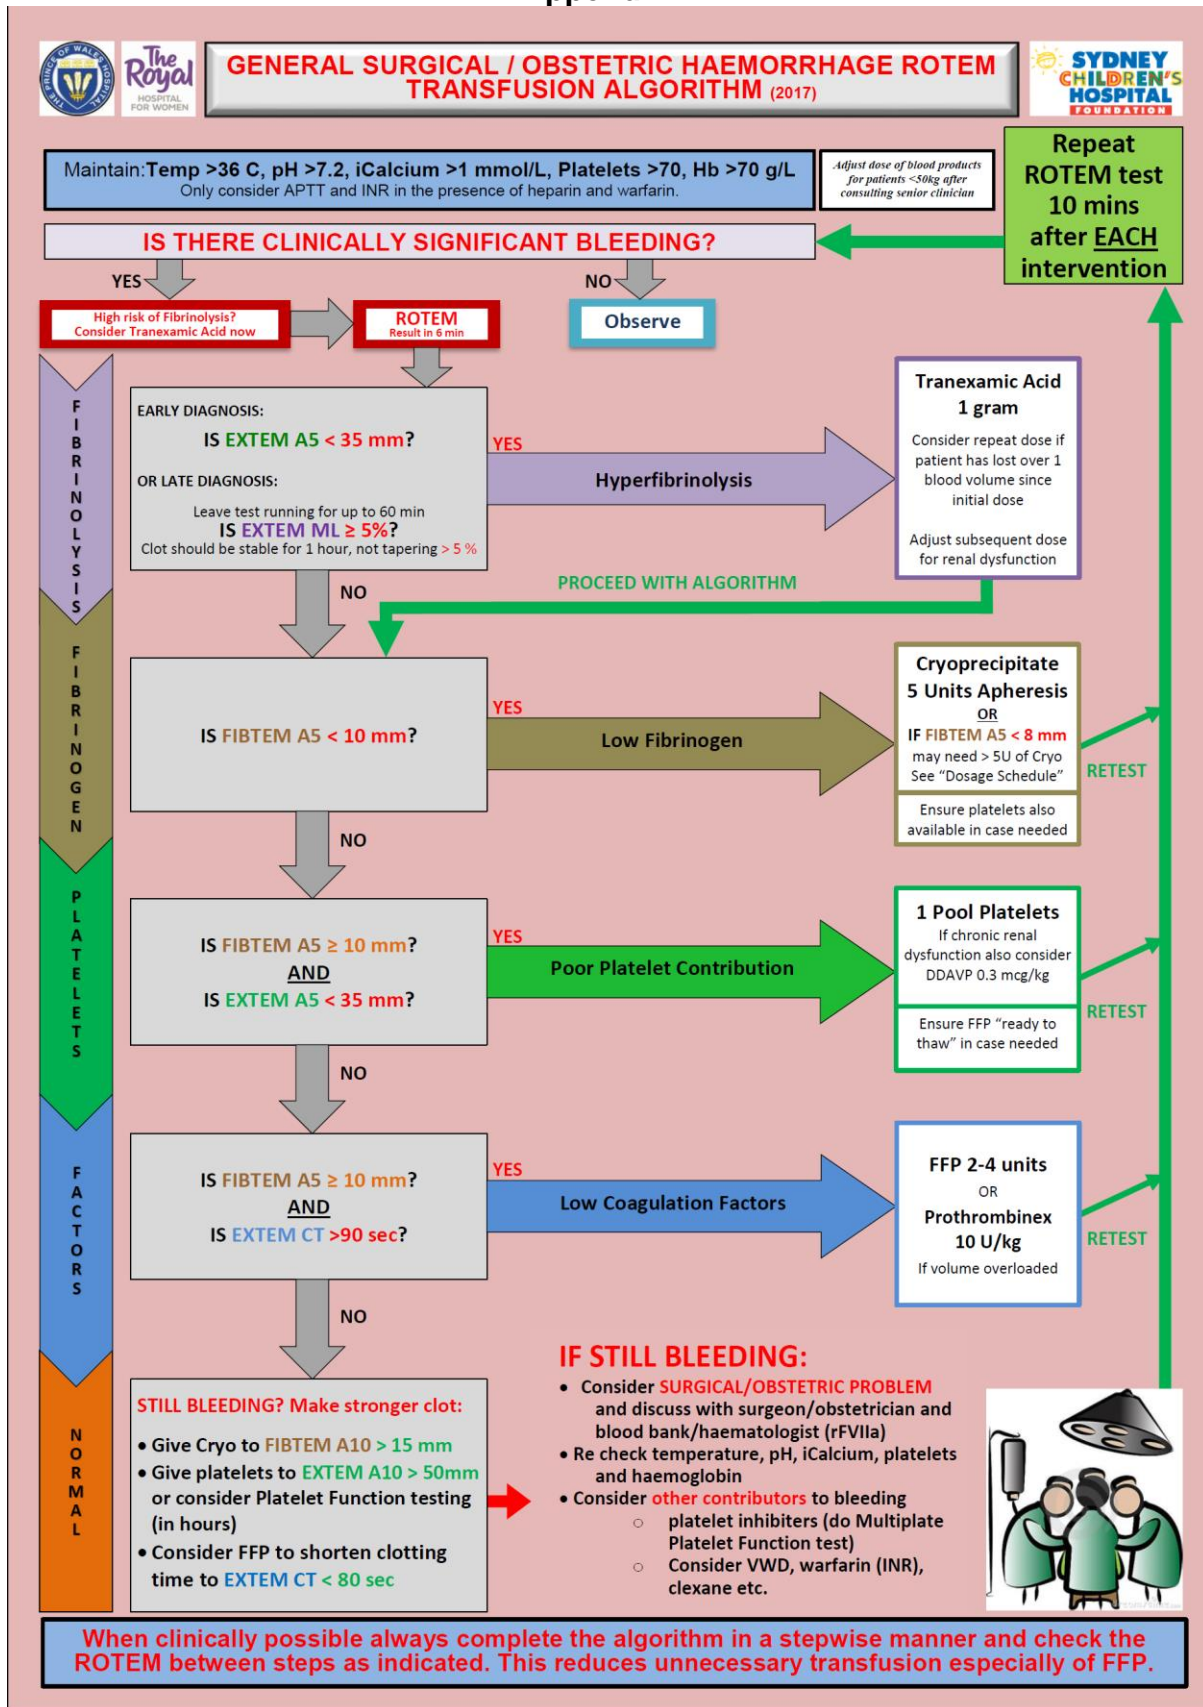 THE PRINCE OF WALES HOSPITAL
The
Royal
HOSPITAL
FOR WOMEN
GENERAL SURGICAL / OBSTETRIC HAEMORRHAGE ROTEM
TRANSFUSION ALGORITHM (2017)
SYDNEY
CHILDREN'S
HOSPITAL
FOUNDATION
Maintain:Temp >36 C, pH >7.2, iCalcium >1 mmol/L, Platelets >70, Hb >70 g/L
Only consider APTT and INR in the presence of heparin and warfarin.
Adjust dose of blood products
for patients <50kg after
consulting senior clinician
Repeat
ROTEM test
10 mins
after EACH
intervention
IS THERE CLINICALLY SIGNIFICANT BLEEDING?
YES
NO
High risk of Fibrinolysis?
Consider Tranexamic Acid now
ROTEM
Result in 6 min
Observe
FIBRINOLYSIS
EARLY DIAGNOSIS:
IS EXTEM A5 < 35 mm?
OR LATE DIAGNOSIS:
Leave test running for up to 60 min
IS EXTEM ML ≥ 5%?
Clot should be stable for 1 hour, not tapering > 5 %
YES
Hyperfibrinolysis
Tranexamic Acid
1 gram
Consider repeat dose if
patient has lost over 1
blood volume since
initial dose
Adjust subsequent dose
for renal dysfunction
NO
PROCEED WITH ALGORITHM
FIBRINOGEN
IS FIBTEM A5 < 10 mm?
YES
Low Fibrinogen
Cryoprecipitate
5 Units Apheresis
OR
IF FIBTEM A5 < 8 mm
may need > 5U of Cryo
See “Dosage Schedule”
Ensure platelets also
available in case needed
RETEST
NO
PLATELETS
IS FIBTEM A5 ≥ 10 mm?
AND
IS EXTEM A5 < 35 mm?
YES
Poor Platelet Contribution
1 Pool Platelets
If chronic renal
dysfunction also consider
DDAVP 0.3 mcg/kg
Ensure FFP “ready to
thaw” in case needed
RETEST
NO
FACTORS
IS FIBTEM A5 ≥ 10 mm?
AND
IS EXTEM CT >90 sec?
YES
Low Coagulation Factors
FFP 2-4 units
OR
Prothrombinex
10 U/kg
If volume overloaded
RETEST
NO
NORMAL
STILL BLEEDING? Make stronger clot:
• Give Cryo to FIBTEM A10 > 15 mm
• Give platelets to EXTEM A10 > 50mm
or consider Platelet Function testing
(in hours)
• Consider FFP to shorten clotting
time to EXTEM CT < 80 sec
IF STILL BLEEDING:
• Consider SURGICAL/OBSTETRIC PROBLEM
and discuss with surgeon/obstetrician and
blood bank/haematologist (rFVIIa)
• Re check temperature, pH, iCalcium, platelets
and haemoglobin
• Consider other contributors to bleeding
○ platelet inhibiters (do Multiplate
Platelet Function test)
○ Consider VWD, warfarin (INR),
clexane etc.
When clinically possible always complete the algorithm in a stepwise manner and check the
ROTEM between steps as indicated. This reduces unnecessary transfusion especially of FFP.